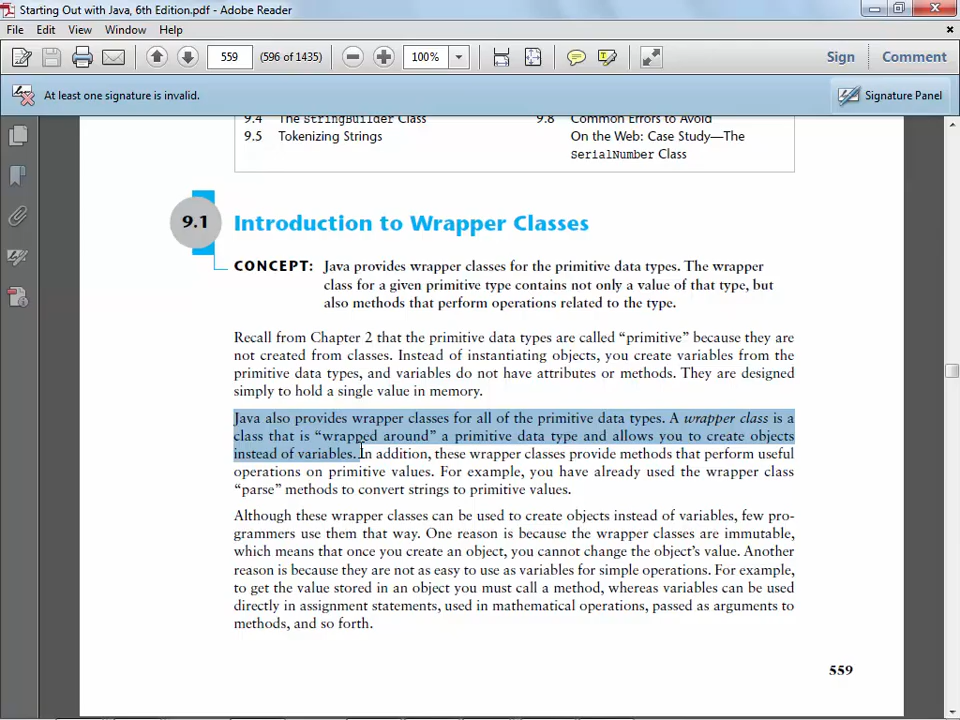 Starting Out with Java, 6th Edition.pdf - Adobe Reader
File Edit View Window Help
559 (596 of 1435) 100% Sign Comment
At least one signature is invalid. Signature Panel
9.4 The StringBuilder Class
9.5 Tokenizing Strings
9.8 Common Errors to Avoid
On the Web: Case Study—The
SerialNumber Class
9.1 Introduction to Wrapper Classes
CONCEPT: Java provides wrapper classes for the primitive data types. The wrapper
class for a given primitive type contains not only a value of that type, but
also methods that perform operations related to the type.
Recall from Chapter 2 that the primitive data types are called “primitive” because they are
not created from classes. Instead of instantiating objects, you create variables from the
primitive data types, and variables do not have attributes or methods. They are designed
simply to hold a single value in memory.
Java also provides wrapper classes for all of the primitive data types. A wrapper class is a
class that is “wrapped around” a primitive data type and allows you to create objects
instead of variables. In addition, these wrapper classes provide methods that perform useful
operations on primitive values. For example, you have already used the wrapper class
“parse” methods to convert strings to primitive values.
Although these wrapper classes can be used to create objects instead of variables, few pro-
grammers use them that way. One reason is because the wrapper classes are immutable,
which means that once you create an object, you cannot change the object’s value. Another
reason is because they are not as easy to use as variables for simple operations. For example,
to get the value stored in an object you must call a method, whereas variables can be used
directly in assignment statements, used in mathematical operations, passed as arguments to
methods, and so forth.
559